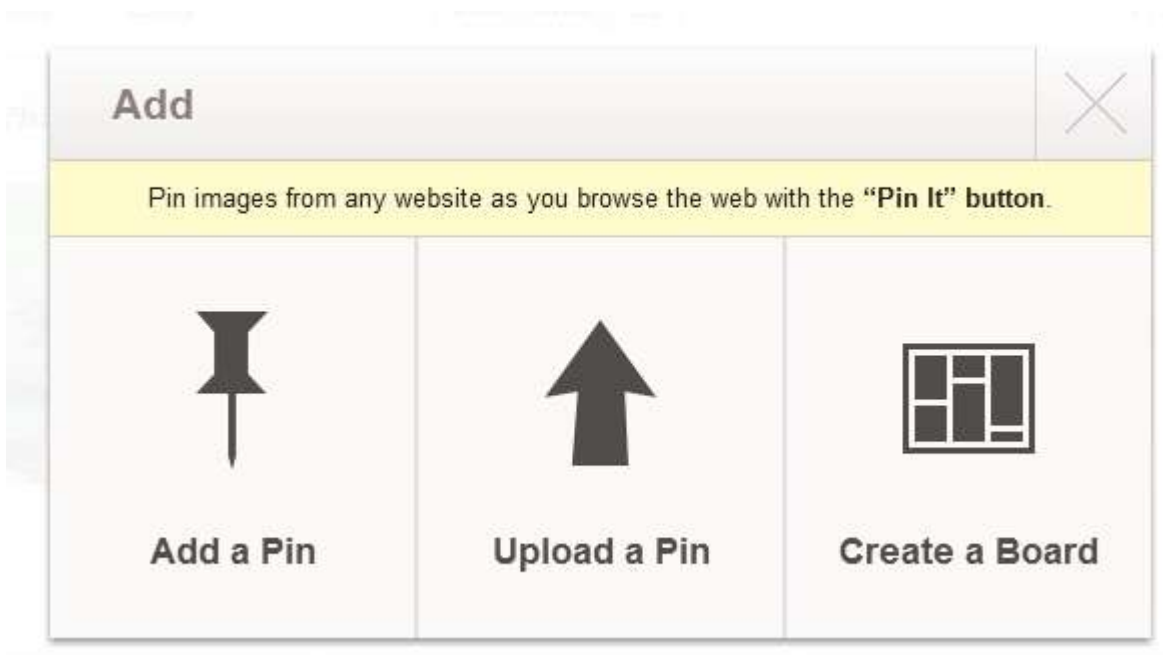 Add
Pin images from any website as you browse the web with the “Pin It” button.
Add a Pin
Upload a Pin
Create a Board